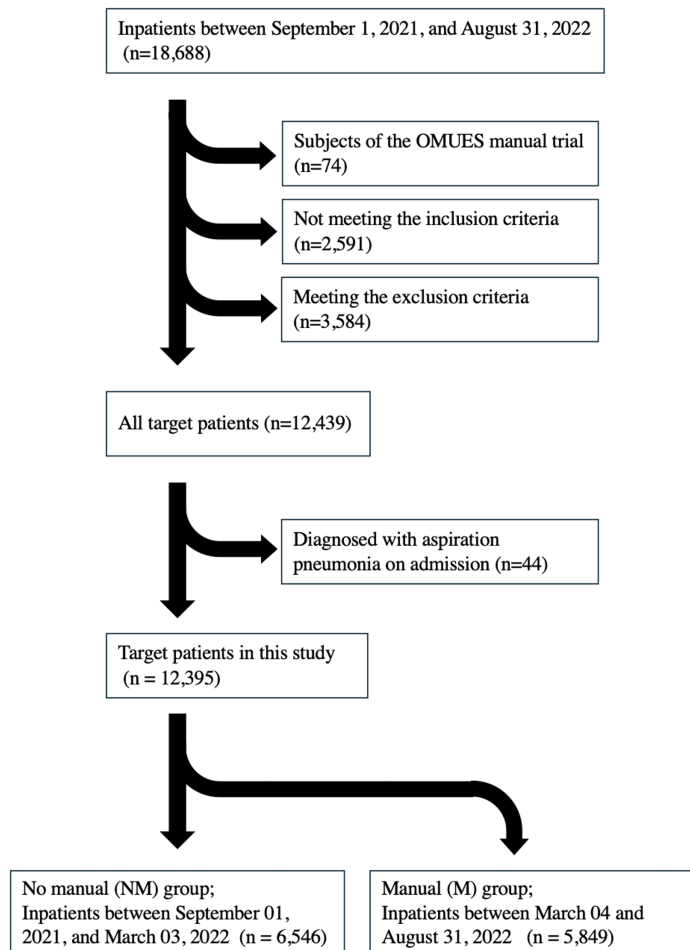 Inpatients between September 1, 2021, and August 31, 2022
(n=18,688)
Subjects of the OMUES manual trial
(n=74)
Not meeting the inclusion criteria
(n=2,591)
Meeting the exclusion criteria
(n=3,584)
All target patients (n=12,439)
Diagnosed with aspiration
pneumonia on admission (n=44)
Target patients in this study
(n = 12,395)
No manual (NM) group;
Inpatients between September 01,
2021, and March 03, 2022  (n = 6,546)
Manual (M) group;
Inpatients between March 04 and
August 31, 2022   (n = 5,849)